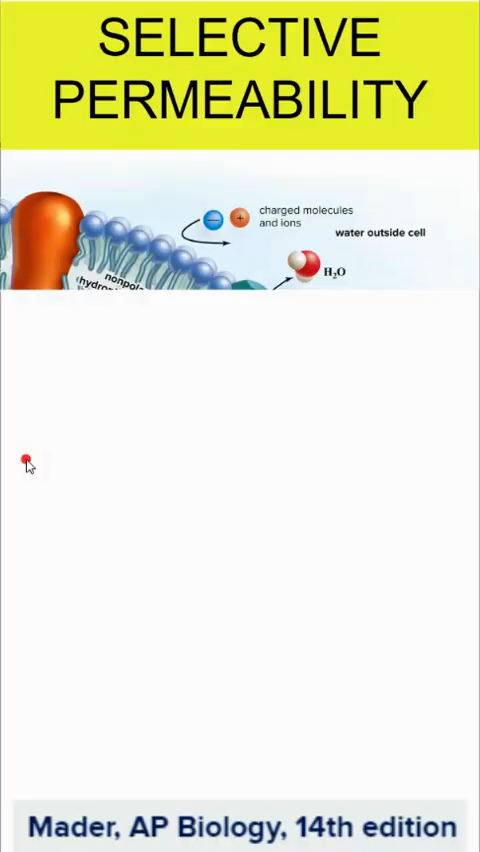 SELECTIVE
PERMEABILITY
− +
charged molecules
and ions
water outside cell
H₂O
Mader, AP Biology, 14th edition